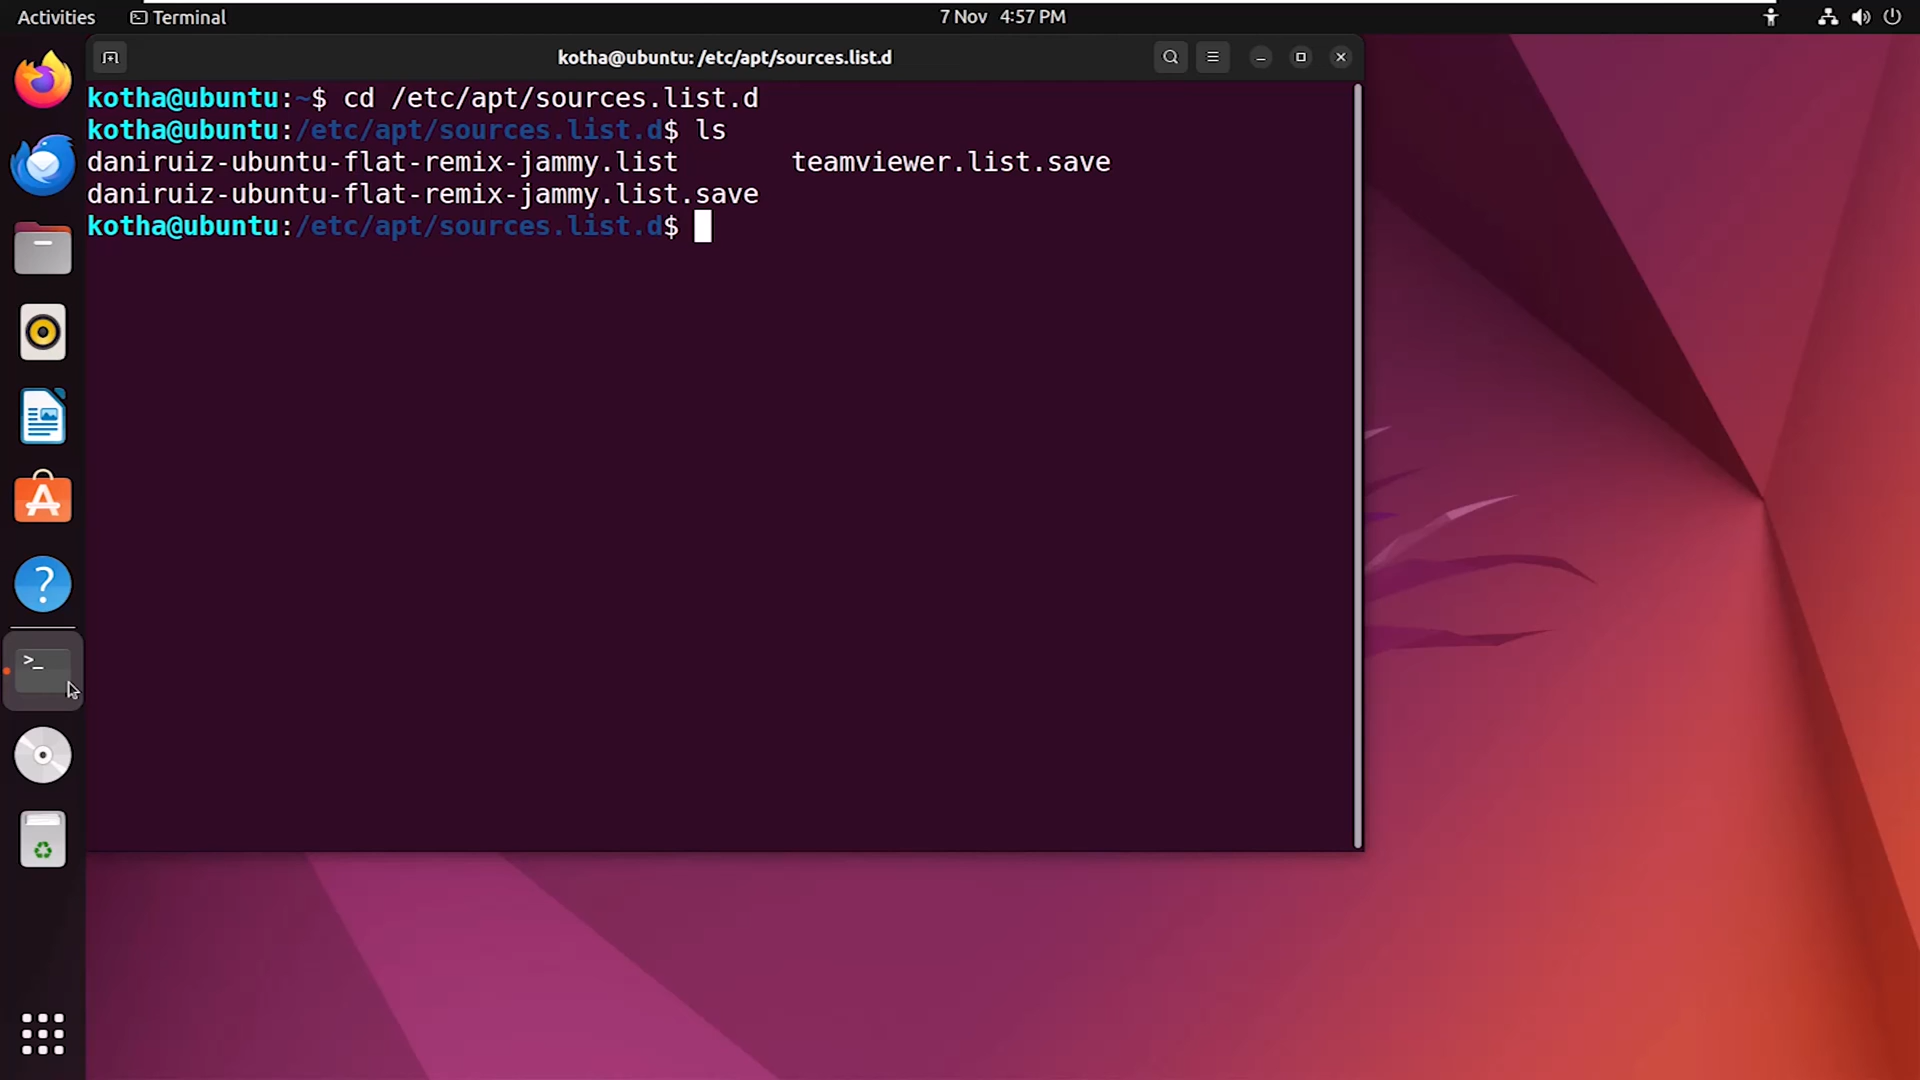 Activities Terminal 7 Nov 4:57 PM
kotha@ubuntu: /etc/apt/sources.list.d
kotha@ubuntu:~$ cd /etc/apt/sources.list.d
kotha@ubuntu:/etc/apt/sources.list.d$ ls
daniruiz-ubuntu-flat-remix-jammy.list teamviewer.list.save
daniruiz-ubuntu-flat-remix-jammy.list.save
kotha@ubuntu:/etc/apt/sources.list.d$